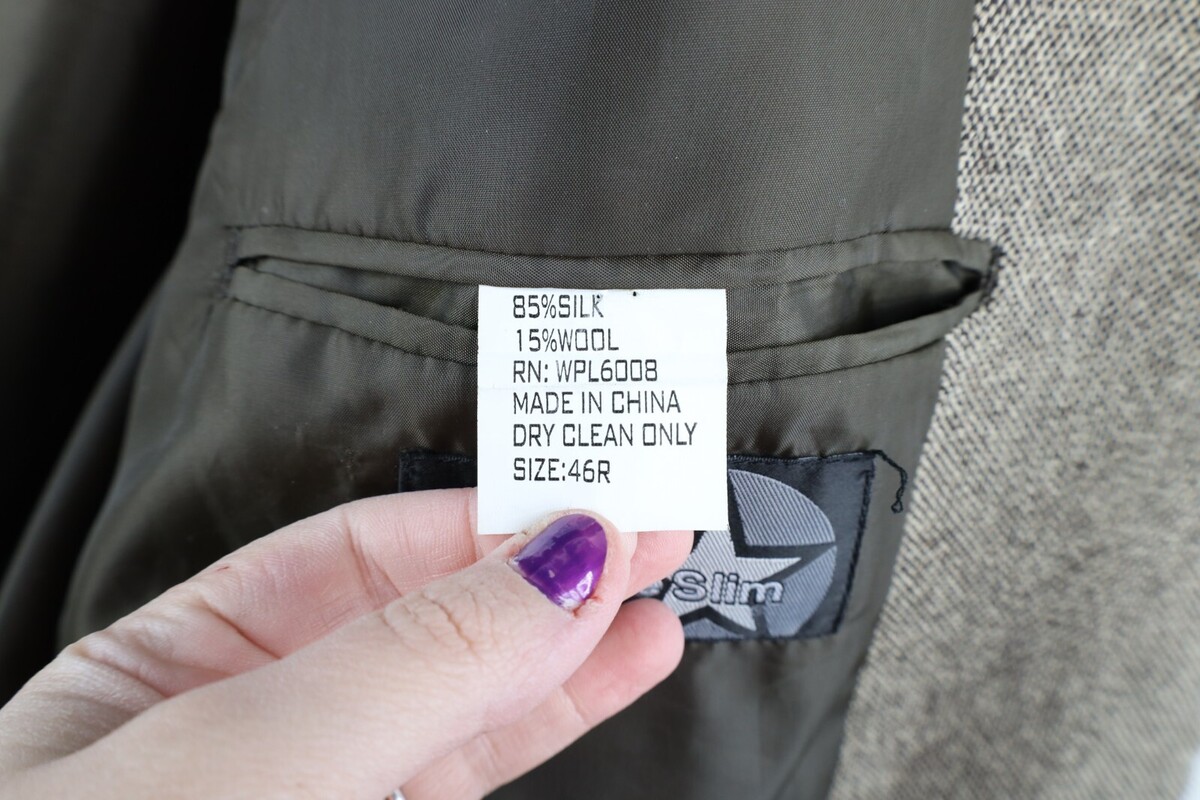 85%SILK
15%WOOL
RN: WPL6008
MADE IN CHINA
DRY CLEAN ONLY
SIZE:46R
Slim